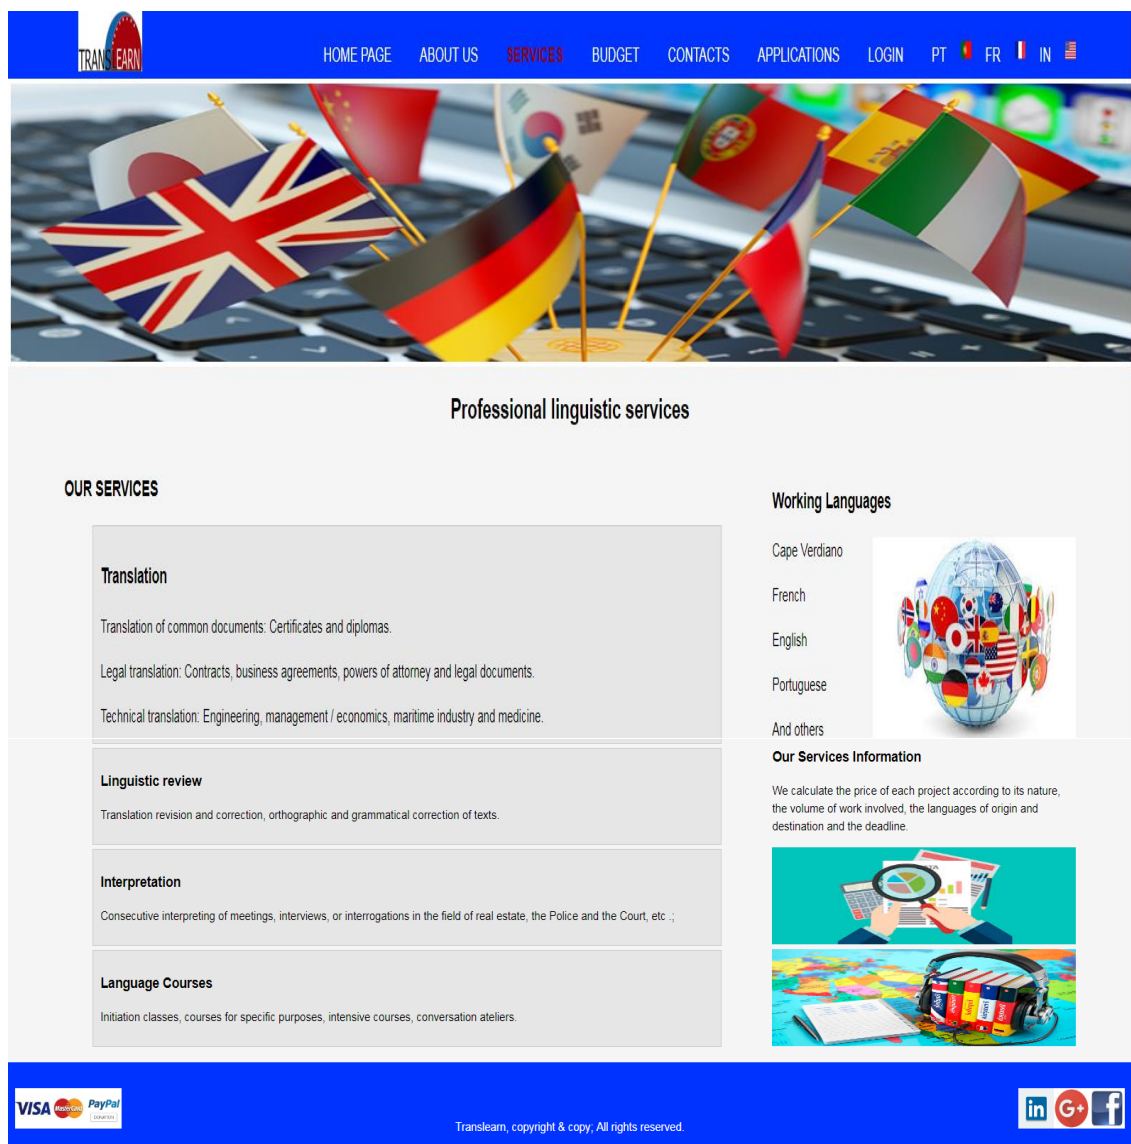 TRANSLEARN
HOME PAGE ABOUT US SERVICES BUDGET CONTACTS APPLICATIONS LOGIN PT FR IN
Professional linguistic services
OUR SERVICES
Translation
Translation of common documents: Certificates and diplomas.
Legal translation: Contracts, business agreements, powers of attorney and legal documents.
Technical translation: Engineering, management / economics, maritime industry and medicine.
Linguistic review
Translation revision and correction, orthographic and grammatical correction of texts.
Interpretation
Consecutive interpreting of meetings, interviews, or interrogations in the field of real estate, the Police and the Court, etc .;
Language Courses
Initiation classes, courses for specific purposes, intensive courses, conversation ateliers.
Working Languages
Cape Verdiano
French
English
Portuguese
And others
Our Services Information
We calculate the price of each project according to its nature,
the volume of work involved, the languages of origin and
destination and the deadline.
VISA MasterCard PayPal
DONATION
Translearn, copyright & copy; All rights reserved.
in G+ f